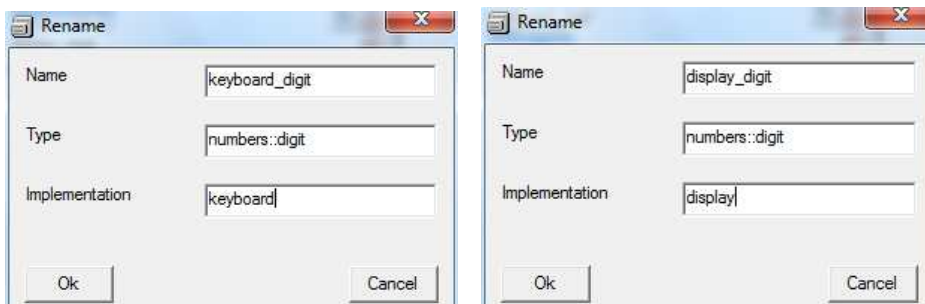 Rename
Name keyboard_digit
Type numbers::digit
Implementation keyboard
Ok Cancel
Rename
Name display_digit
Type numbers::digit
Implementation display
Ok Cancel